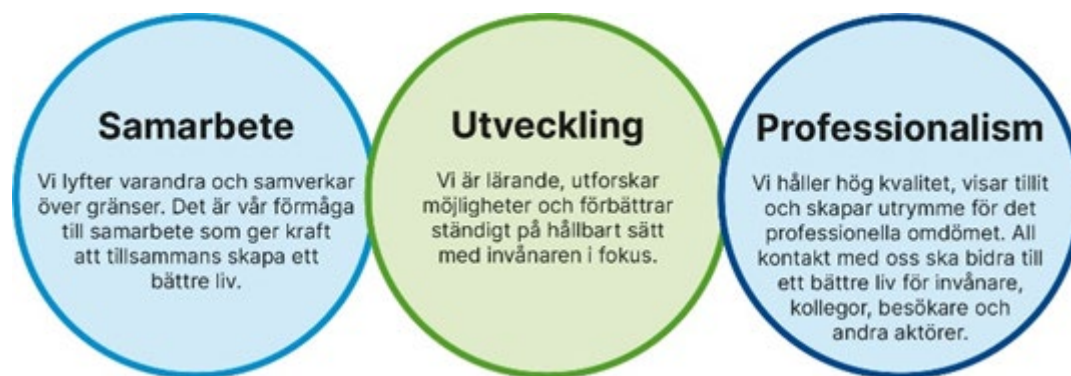 Samarbete
Vi lyfter varandra och samverkar
över gränser. Det är vår förmåga
till samarbete som ger kraft
att tillsammans skapa ett
bättre liv.
Utveckling
Vi är lärande, utforskar
möjligheter och förbättrar
ständigt på hållbart sätt
med invånaren i fokus.
Professionalism
Vi håller hög kvalitet, visar tillit
och skapar utrymme för det
professionella omdömet. All
kontakt med oss ska bidra till
ett bättre liv för invånare,
kollegor, besökare och
andra aktörer.